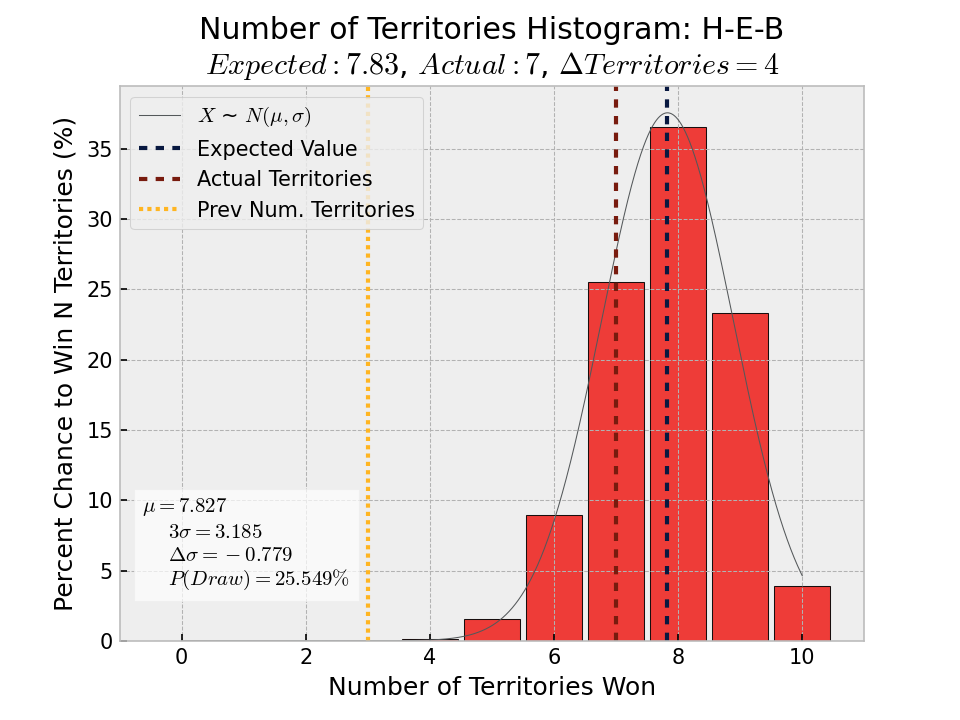 Number of Territories Histogram: H-E-B
Expected : 7.83, Actual : 7, ΔTerritories = 4
X ~ N(μ, σ)
Expected Value
Actual Territories
Prev Num. Territories
Percent Chance to Win N Territories (%)
35
30
25
20
15
10
5
0
μ = 7.827
3σ = 3.185
Δσ = −0.779
P(Draw) = 25.549%
0 2 4 6 8 10
Number of Territories Won